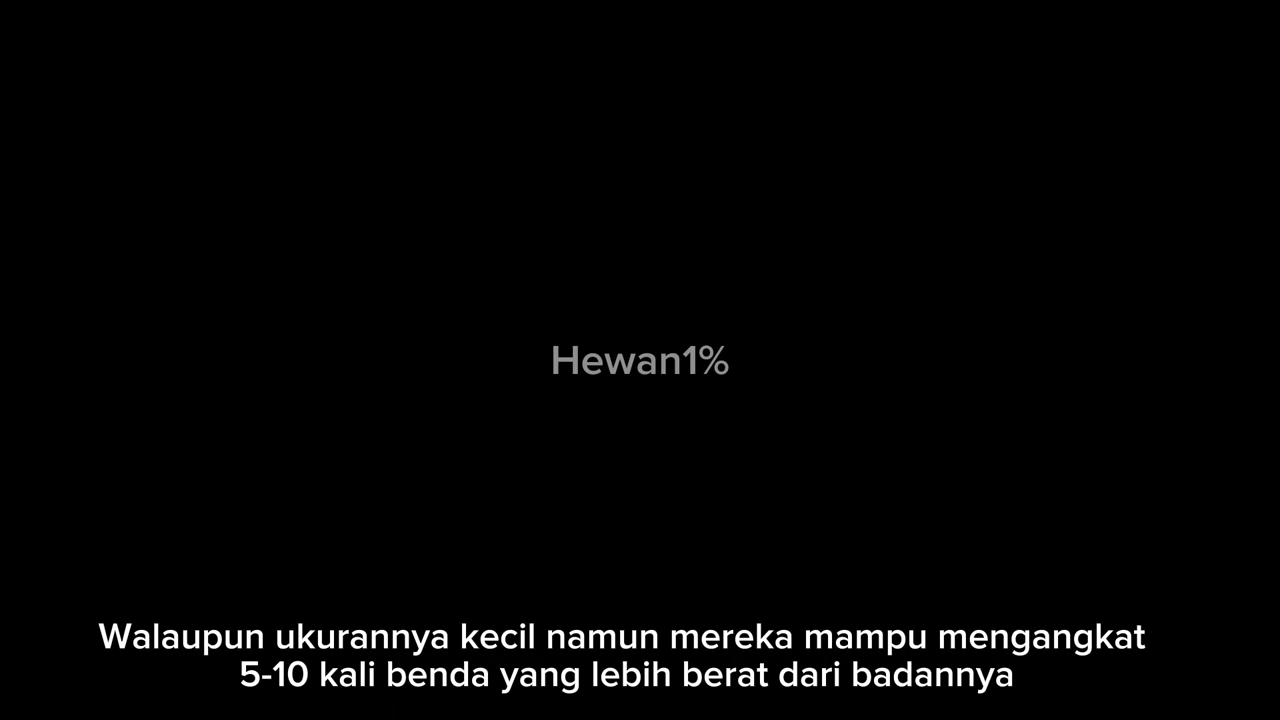 Hewan1%
Walaupun ukurannya kecil namun mereka mampu mengangkat
5-10 kali benda yang lebih berat dari badannya